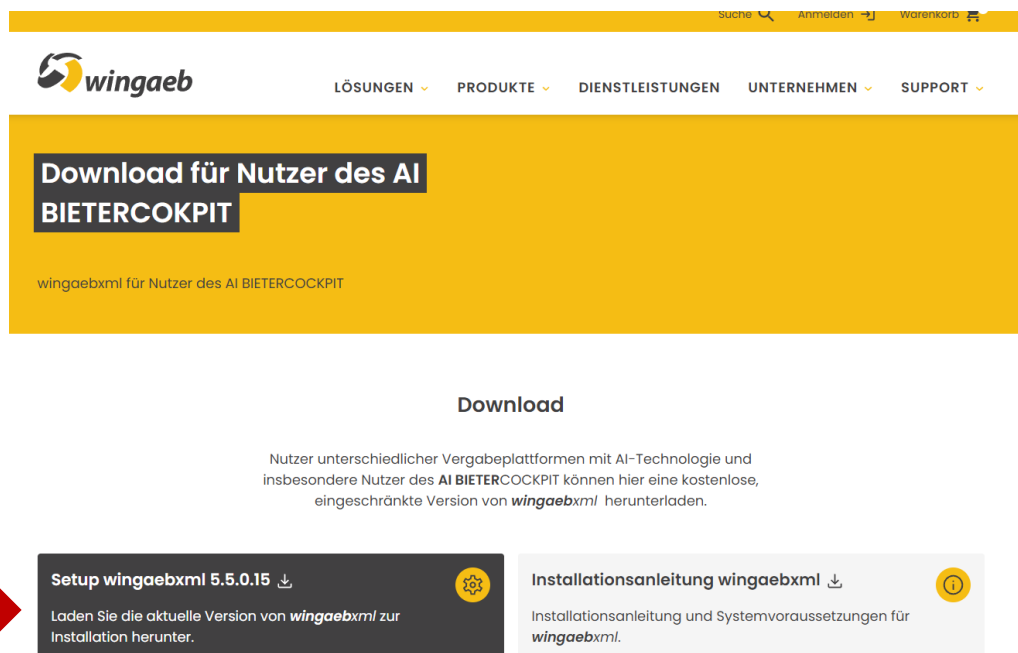 Suche Anmelden Warenkorb
wingaeb
LÖSUNGEN PRODUKTE DIENSTLEISTUNGEN UNTERNEHMEN SUPPORT
Download für Nutzer des AI
BIETERCOKPIT
wingaebxml für Nutzer des AI BIETERCOCKPIT
Download
Nutzer unterschiedlicher Vergabeplattformen mit AI-Technologie und
insbesondere Nutzer des AI BIETERCOCKPIT können hier eine kostenlose,
eingeschränkte Version von wingaebxml herunterladen.
Setup wingaebxml 5.5.0.15
Laden Sie die aktuelle Version von wingaebxml zur
Installation herunter.
Installationsanleitung wingaebxml
Installationsanleitung und Systemvoraussetzungen für
wingaebxml.